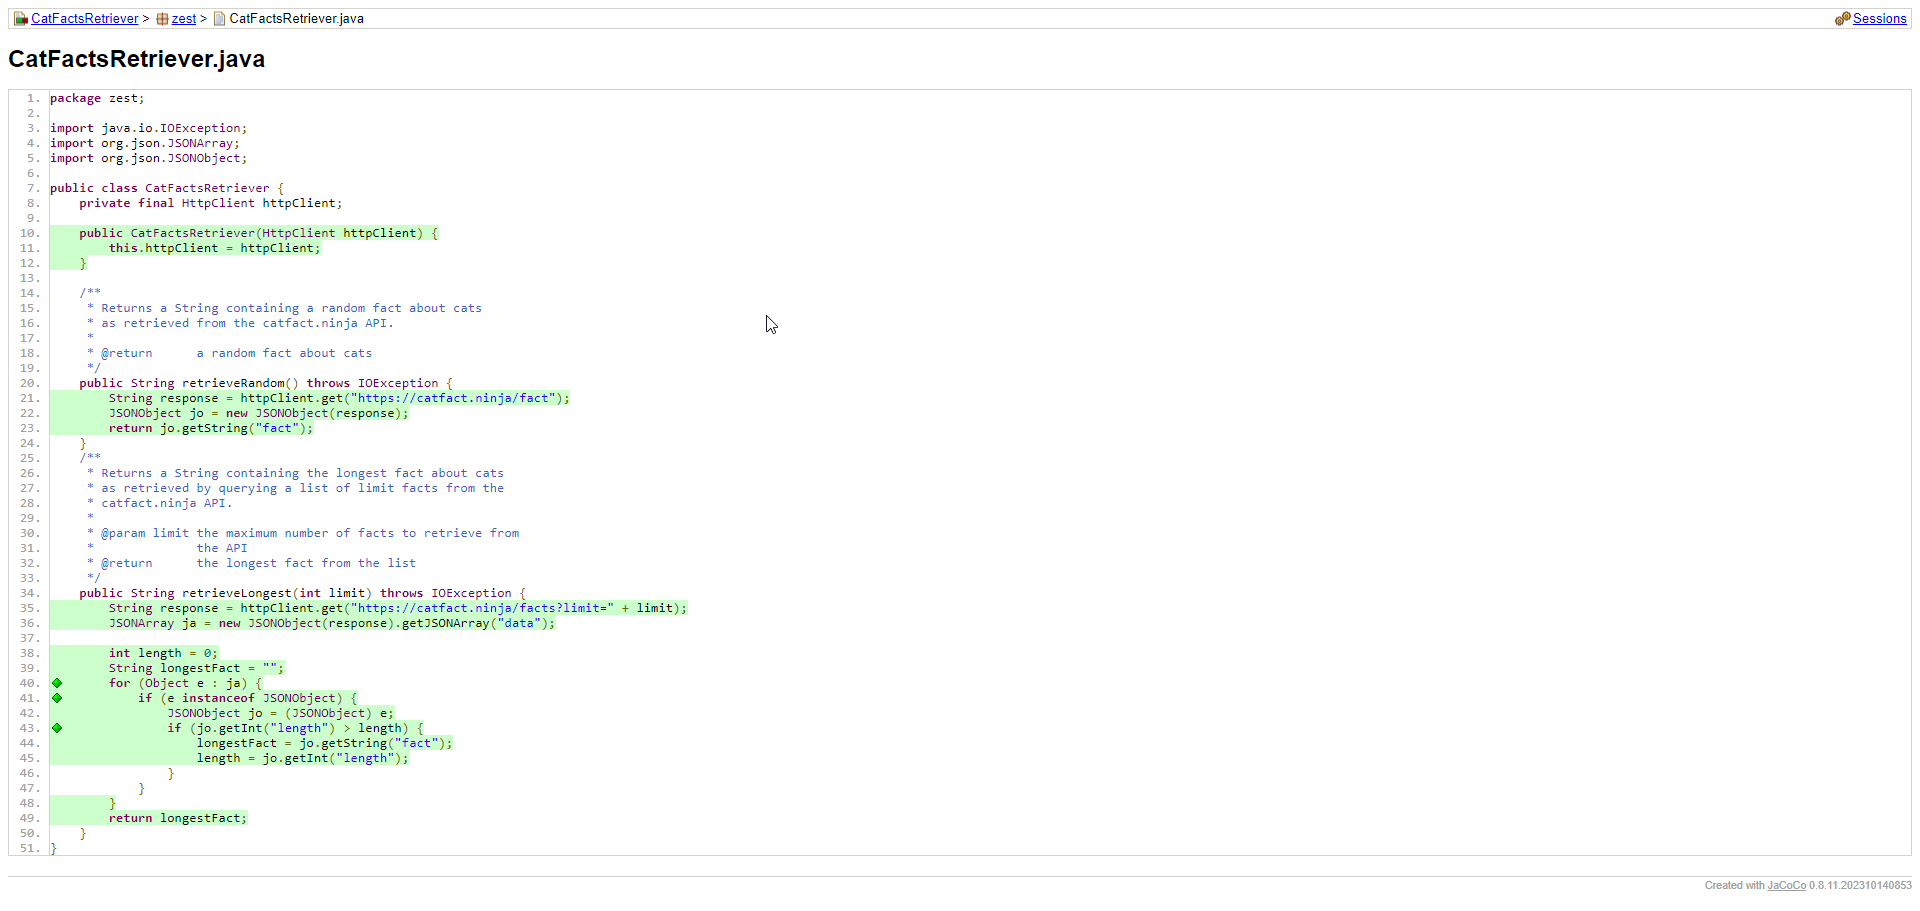 CatFactsRetriever > zest > CatFactsRetriever.java Sessions
CatFactsRetriever.java
1. package zest;
2.
3. import java.io.IOException;
4. import org.json.JSONArray;
5. import org.json.JSONObject;
6.
7. public class CatFactsRetriever {
8.     private final HttpClient httpClient;
9.
10.     public CatFactsRetriever(HttpClient httpClient) {
11.         this.httpClient = httpClient;
12.     }
13.
14.     /**
15.      * Returns a String containing a random fact about cats
16.      * as retrieved from the catfact.ninja API.
17.      *
18.      * @return      a random fact about cats
19.      */
20.     public String retrieveRandom() throws IOException {
21.         String response = httpClient.get("https://catfact.ninja/fact");
22.         JSONObject jo = new JSONObject(response);
23.         return jo.getString("fact");
24.     }
25.     /**
26.      * Returns a String containing the longest fact about cats
27.      * as retrieved by querying a list of limit facts from the
28.      * catfact.ninja API.
29.      *
30.      * @param limit the maximum number of facts to retrieve from
31.      *              the API
32.      * @return      the longest fact from the list
33.      */
34.     public String retrieveLongest(int limit) throws IOException {
35.         String response = httpClient.get("https://catfact.ninja/facts?limit=" + limit);
36.         JSONArray ja = new JSONObject(response).getJSONArray("data");
37.
38.         int length = 0;
39.         String longestFact = "";
40.         for (Object e : ja) {
41.             if (e instanceof JSONObject) {
42.                 JSONObject jo = (JSONObject) e;
43.                 if (jo.getInt("length") > length) {
44.                     longestFact = jo.getString("fact");
45.                     length = jo.getInt("length");
46.                 }
47.             }
48.         }
49.         return longestFact;
50.     }
51. }
Created with JaCoCo 0.8.11.202310140853